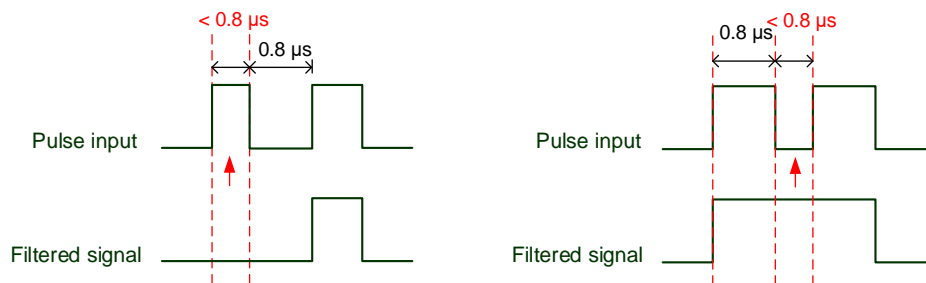 < 0.8 µs
0.8 µs
Pulse input
Filtered signal
< 0.8 µs
0.8 µs
Pulse input
Filtered signal